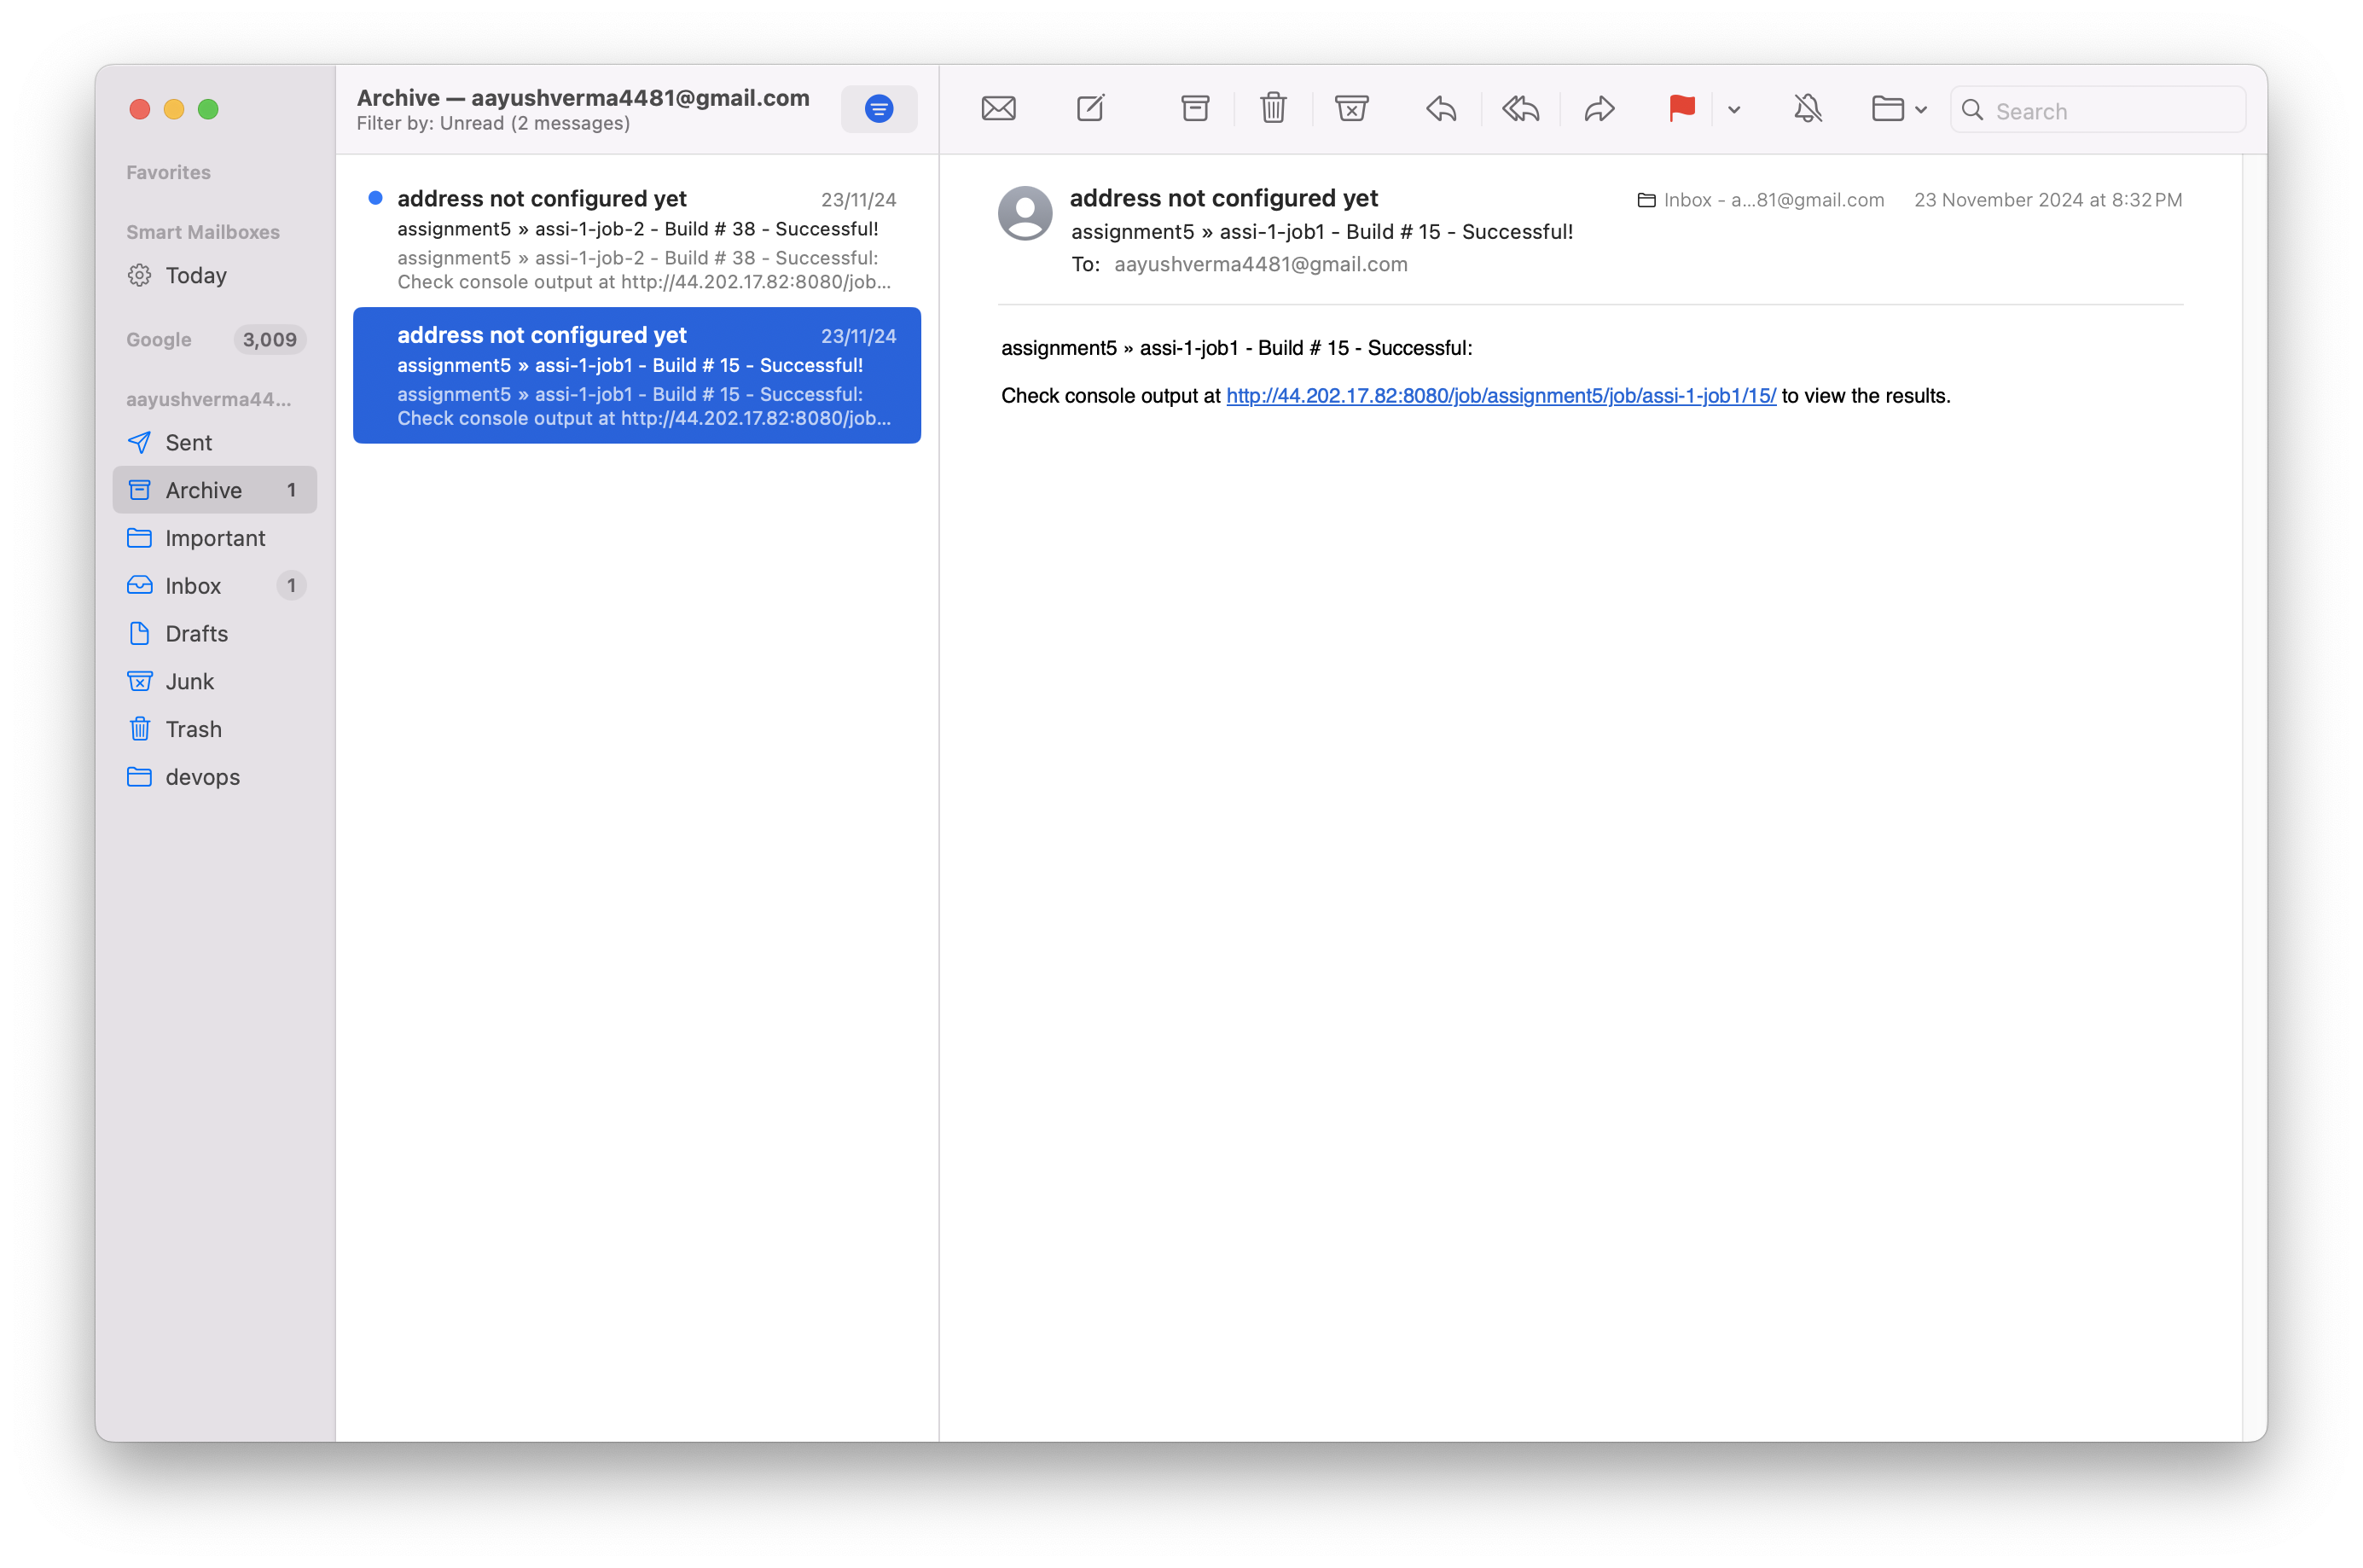 Favorites
Smart Mailboxes
Today
Google 3,009
aayushverma44...
Sent
Archive 1
Important
Inbox 1
Drafts
Junk
Trash
devops
Archive — aayushverma4481@gmail.com
Filter by: Unread (2 messages)
address not configured yet 23/11/24
assignment5 » assi-1-job-2 - Build # 38 - Successful!
assignment5 » assi-1-job-2 - Build # 38 - Successful:
Check console output at http://44.202.17.82:8080/job...
address not configured yet 23/11/24
assignment5 » assi-1-job1 - Build # 15 - Successful!
assignment5 » assi-1-job1 - Build # 15 - Successful:
Check console output at http://44.202.17.82:8080/job...
Search
address not configured yet Inbox - a...81@gmail.com 23 November 2024 at 8:32 PM
assignment5 » assi-1-job1 - Build # 15 - Successful!
To: aayushverma4481@gmail.com
assignment5 » assi-1-job1 - Build # 15 - Successful:
Check console output at http://44.202.17.82:8080/job/assignment5/job/assi-1-job1/15/ to view the results.